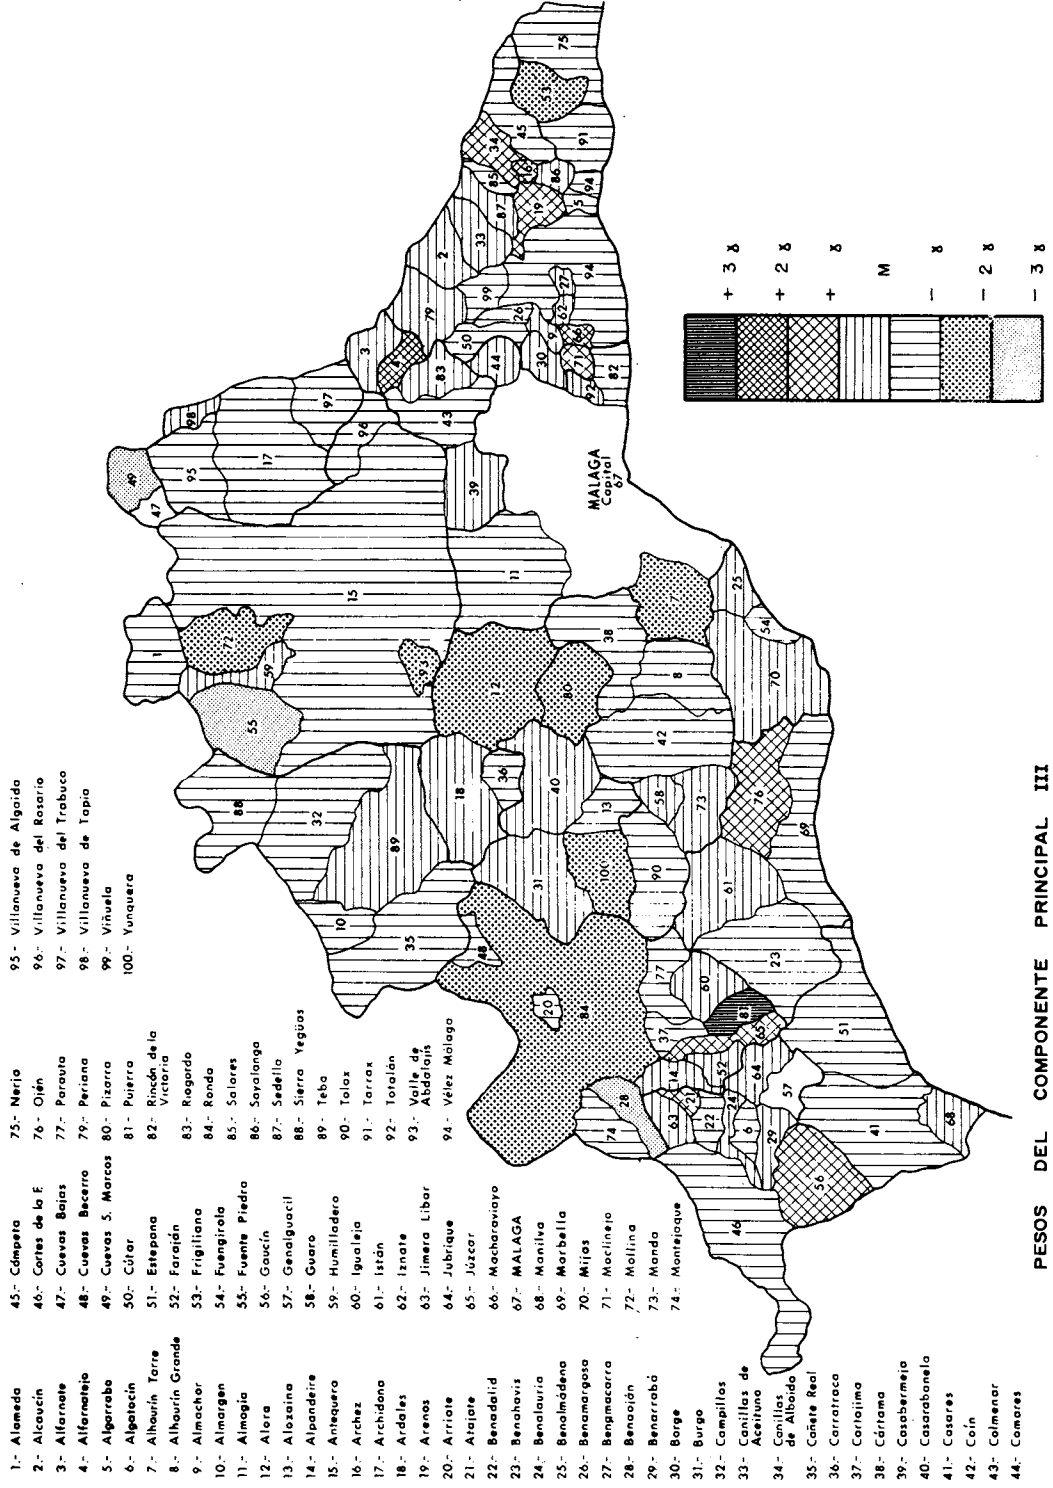 1.- Alameda
2.- Alcaucín
3.- Alfarnate
4.- Alfarnatejo
5.- Algarrobo
6.- Algatocín
7.- Alhaurín Torre
8.- Alhaurín Grande
9.- Almachar
10.- Almargen
11.- Almogía
12.- Alora
13.- Alozaina
14.- Alpandeire
15.- Antequera
16.- Archez
17.- Archidona
18.- Ardales
19.- Arenas
20.- Arriate
21.- Atajate
22.- Benadalid
23.- Benahavis
24.- Benalauria
25.- Benalmádena
26.- Benamargosa
27.- Benamocarra
28.- Benaoján
29.- Benarrabá
30.- Borge
31.- Burgo
32.- Campillos
33.- Canillas de
Aceituno
34.- Canillas
de Albaida
35.- Cañete Real
36.- Carratraca
37.- Cartajima
38.- Cártama
39.- Casabermeja
40.- Casarabonela
41.- Casares
42.- Coín
43.- Colmenar
44.- Comares
45.- Cómpeta
46.- Cortes de la F.
47.- Cuevas Bajas
48.- Cuevas Becerro
49.- Cuevas S. Marcos
50.- Cútar
51.- Estepona
52.- Faraján
53.- Frigiliana
54.- Fuengirola
55.- Fuente Piedra
56.- Gaucín
57.- Genalguacil
58.- Guaro
59.- Humilladero
60.- Igualeja
61.- Istán
62.- Iznate
63.- Jimera Libar
64.- Jubrique
65.- Júzcar
66.- Macharaviaya
67.- MALAGA
68.- Manilva
69.- Marbella
70.- Mijas
71.- Moclinejo
72.- Mollina
73.- Monda
74.- Montejaque
75.- Nerja
76.- Ojén
77.- Parauta
79.- Periana
80.- Pizarra
81.- Pujerra
82.- Rincón de la
Victoria
83.- Riogordo
84.- Ronda
85.- Salares
86.- Sayalonga
87.- Sedella
88.- Sierra Yegüas
89.- Teba
90.- Tolox
91.- Torrox
92.- Totalán
93.- Valle de
Abdalajís
94.- Vélez Málaga
95.- Villanueva de Algaida
96.- Villanueva del Rosario
97.- Villanueva del Trabuco
98.- Villanueva de Tapia
99.- Viñuela
100.- Yunquera
MALAGA
Capital
67
+ 3 ɣ
+ 2 ɣ
+ ɣ
M
— ɣ
— 2 ɣ
— 3 ɣ
PESOS DEL COMPONENTE PRINCIPAL III